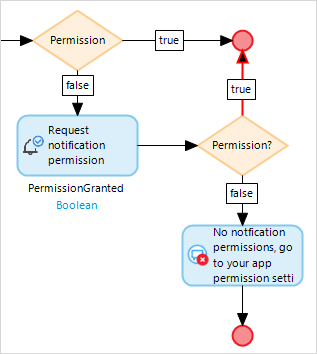 Permission
true
false
true
Request
notification
permission
Permission?
PermissionGranted
Boolean
false
No notfication
permissions, go
to your app
permission setti